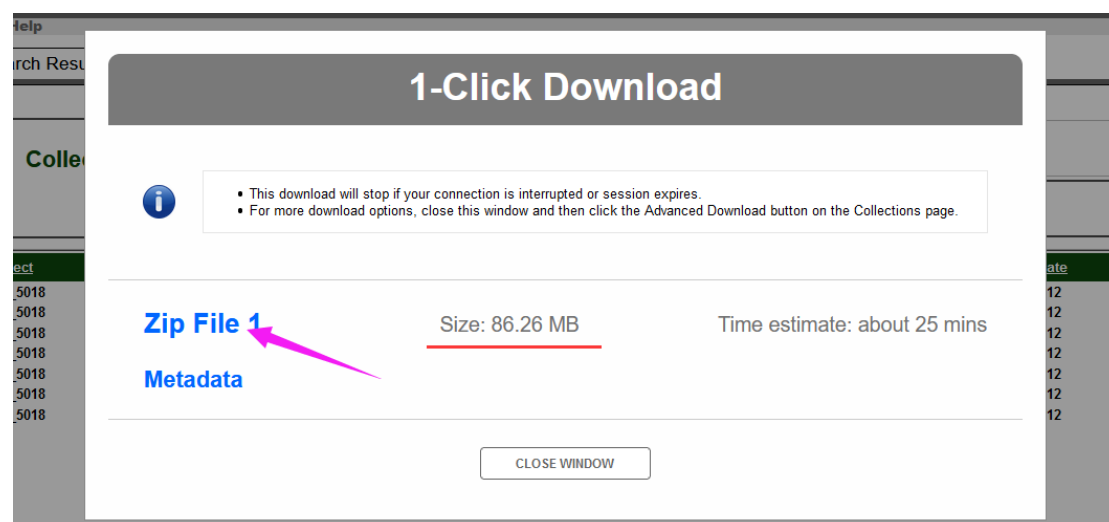 Help
rch Resu
1-Click Download
Colle
• This download will stop if your connection is interrupted or session expires.
• For more download options, close this window and then click the Advanced Download button on the Collections page.
ect
ate
_5018
12
_5018
12
Zip File 1
Size: 86.26 MB
Time estimate: about 25 mins
_5018
12
_5018
12
_5018
12
Metadata
_5018
12
_5018
12
CLOSE WINDOW